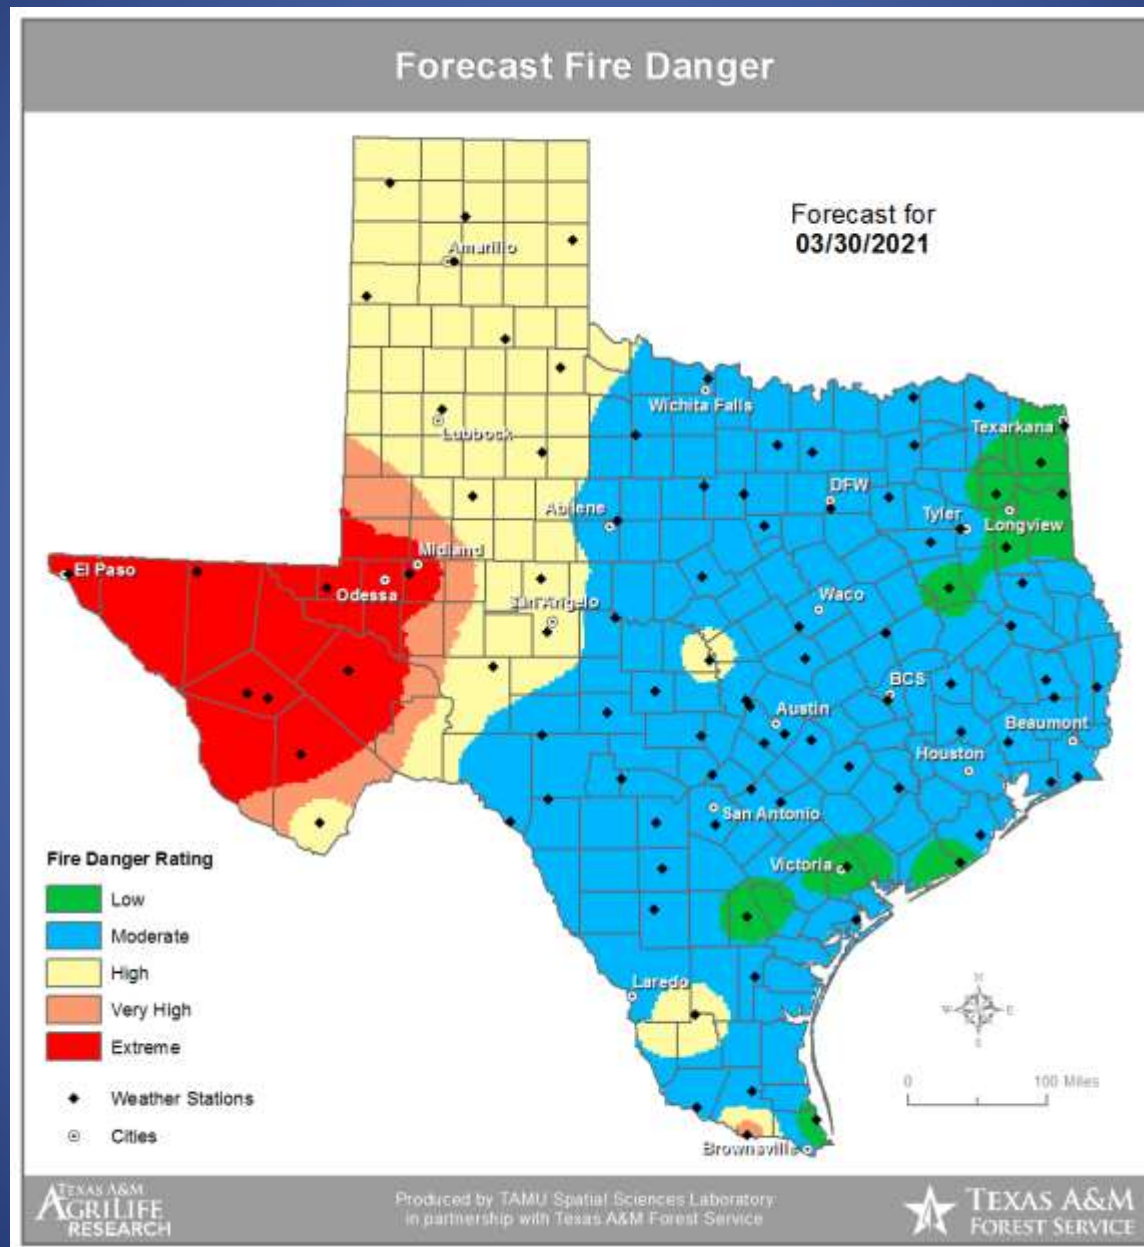 Forecast Fire Danger
Forecast for
03/30/2021
Amarillo
Wichita Falls
Lubbock
Texarkana
DFW
Abilene
Tyler
Longview
Midland
El Paso
Odessa
San Angelo
Waco
BCS
Austin
Beaumont
Houston
San Antonio
Victoria
Laredo
Brownsville
Fire Danger Rating
Low
Moderate
High
Very High
Extreme
Weather Stations
Cities
N
W E
S
0 100 Miles
TEXAS A&M
AGRILIFE
RESEARCH
Produced by TAMU Spatial Sciences Laboratory
in partnership with Texas A&M Forest Service
TEXAS A&M
FOREST SERVICE